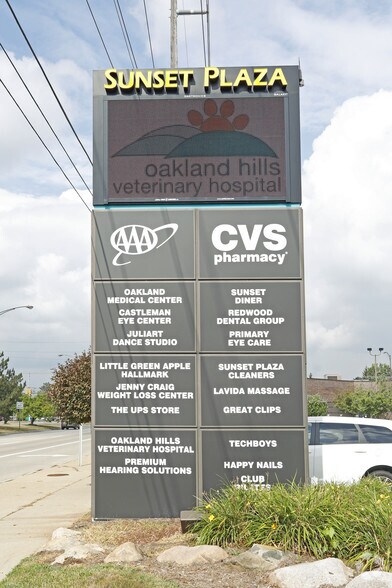 SUNSET PLAZA
oakland hills
veterinary hospital
AAA
CVS
pharmacy
OAKLAND
MEDICAL CENTER
CASTLEMAN
EYE CENTER
JULIART
DANCE STUDIO
SUNSET
DINER
REDWOOD
DENTAL GROUP
PRIMARY
EYE CARE
LITTLE GREEN APPLE
HALLMARK
JENNY CRAIG
WEIGHT LOSS CENTER
THE UPS STORE
SUNSET PLAZA
CLEANERS
LAVIDA MASSAGE
GREAT CLIPS
OAKLAND HILLS
VETERINARY HOSPITAL
PREMIUM
HEARING SOLUTIONS
TECHBOYS
HAPPY NAILS
CLUB
PILATES